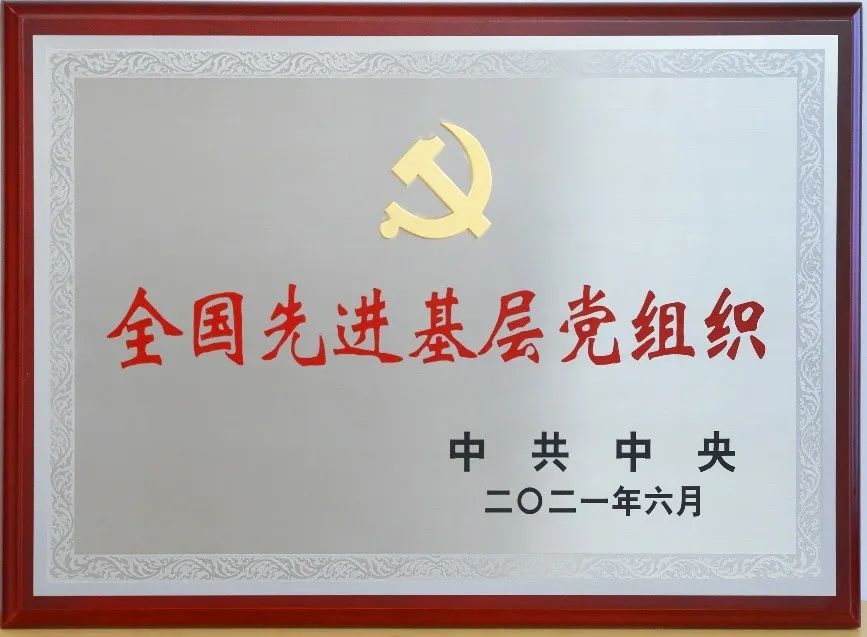 全国先进基层党组织
中共中央
二〇二一年六月